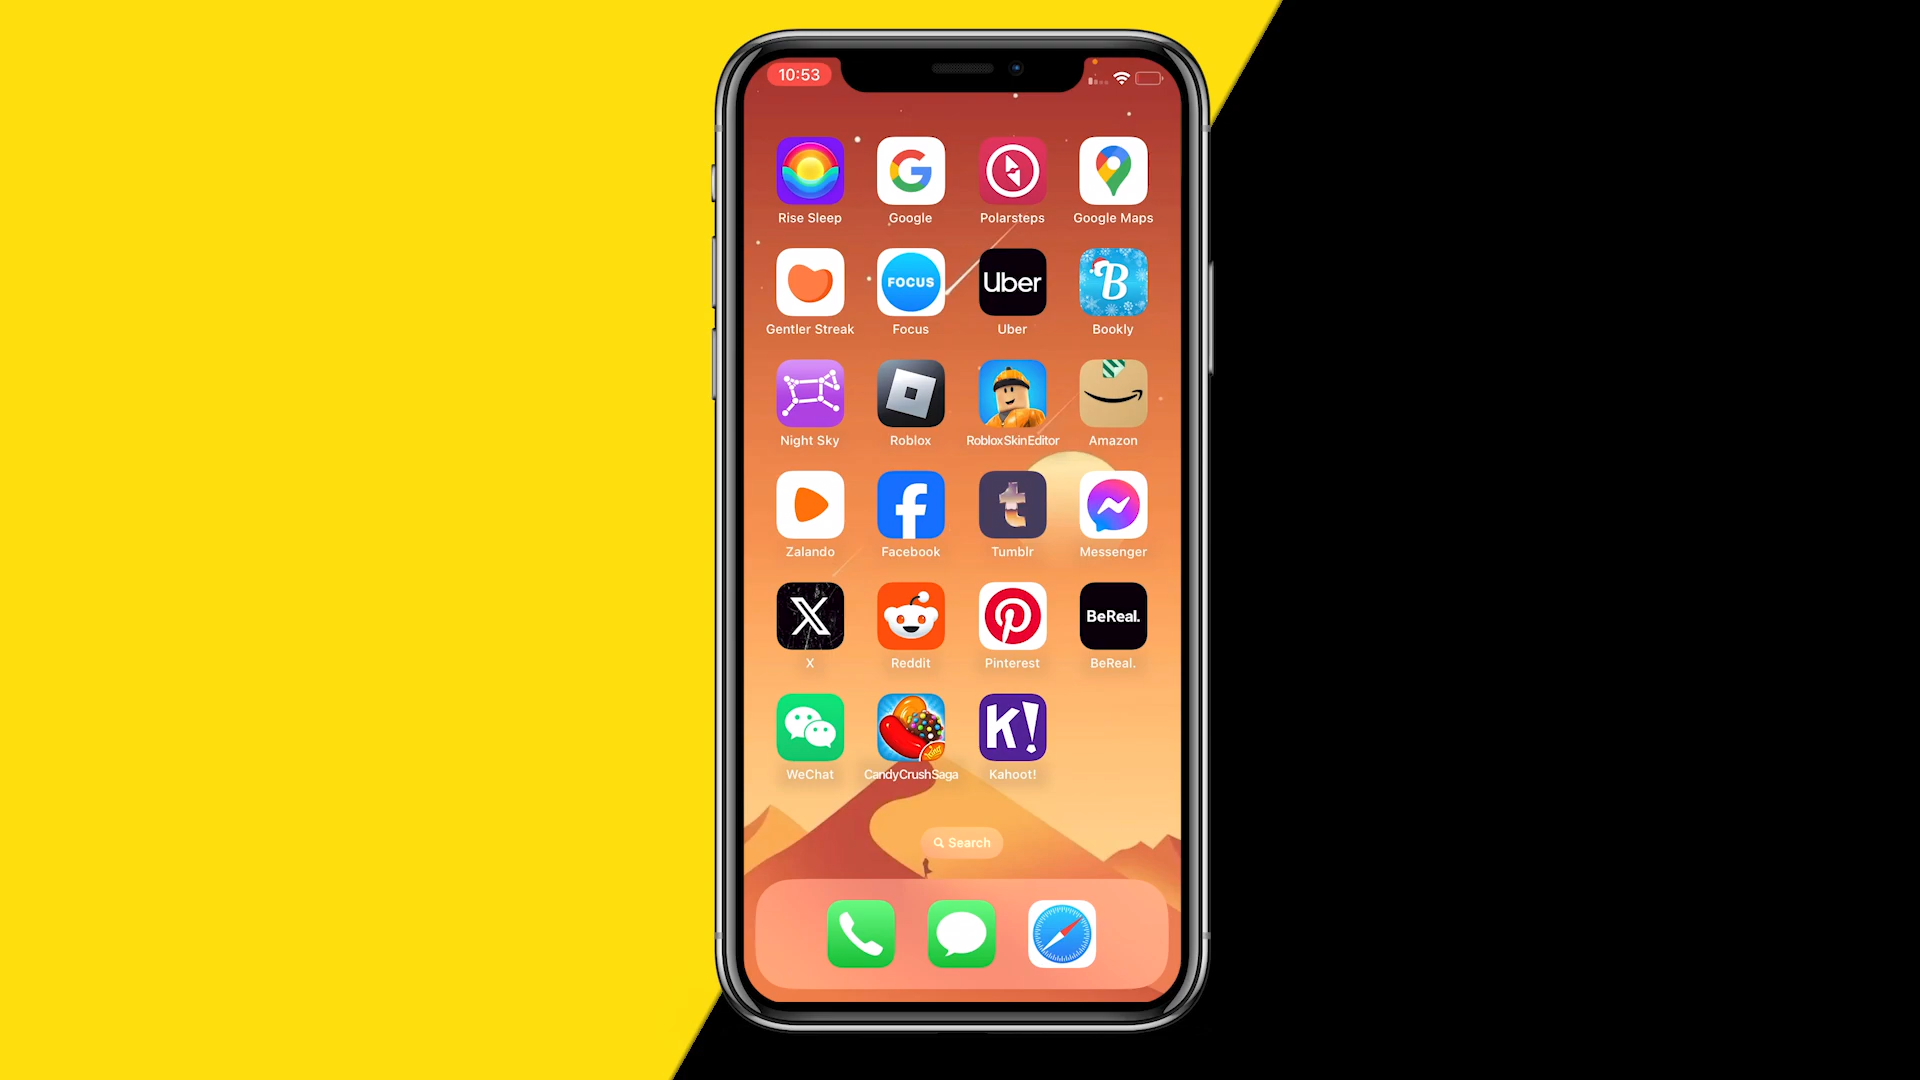 10:53
Rise Sleep Google Polarsteps Google Maps
FOCUS Uber B
Gentler Streak Focus Uber Bookly
Night Sky Roblox RobloxSkinEditor Amazon
f t
Zalando Facebook Tumblr Messenger
X BeReal.
X Reddit Pinterest BeReal.
King K!
WeChat CandyCrushSaga Kahoot!
Search